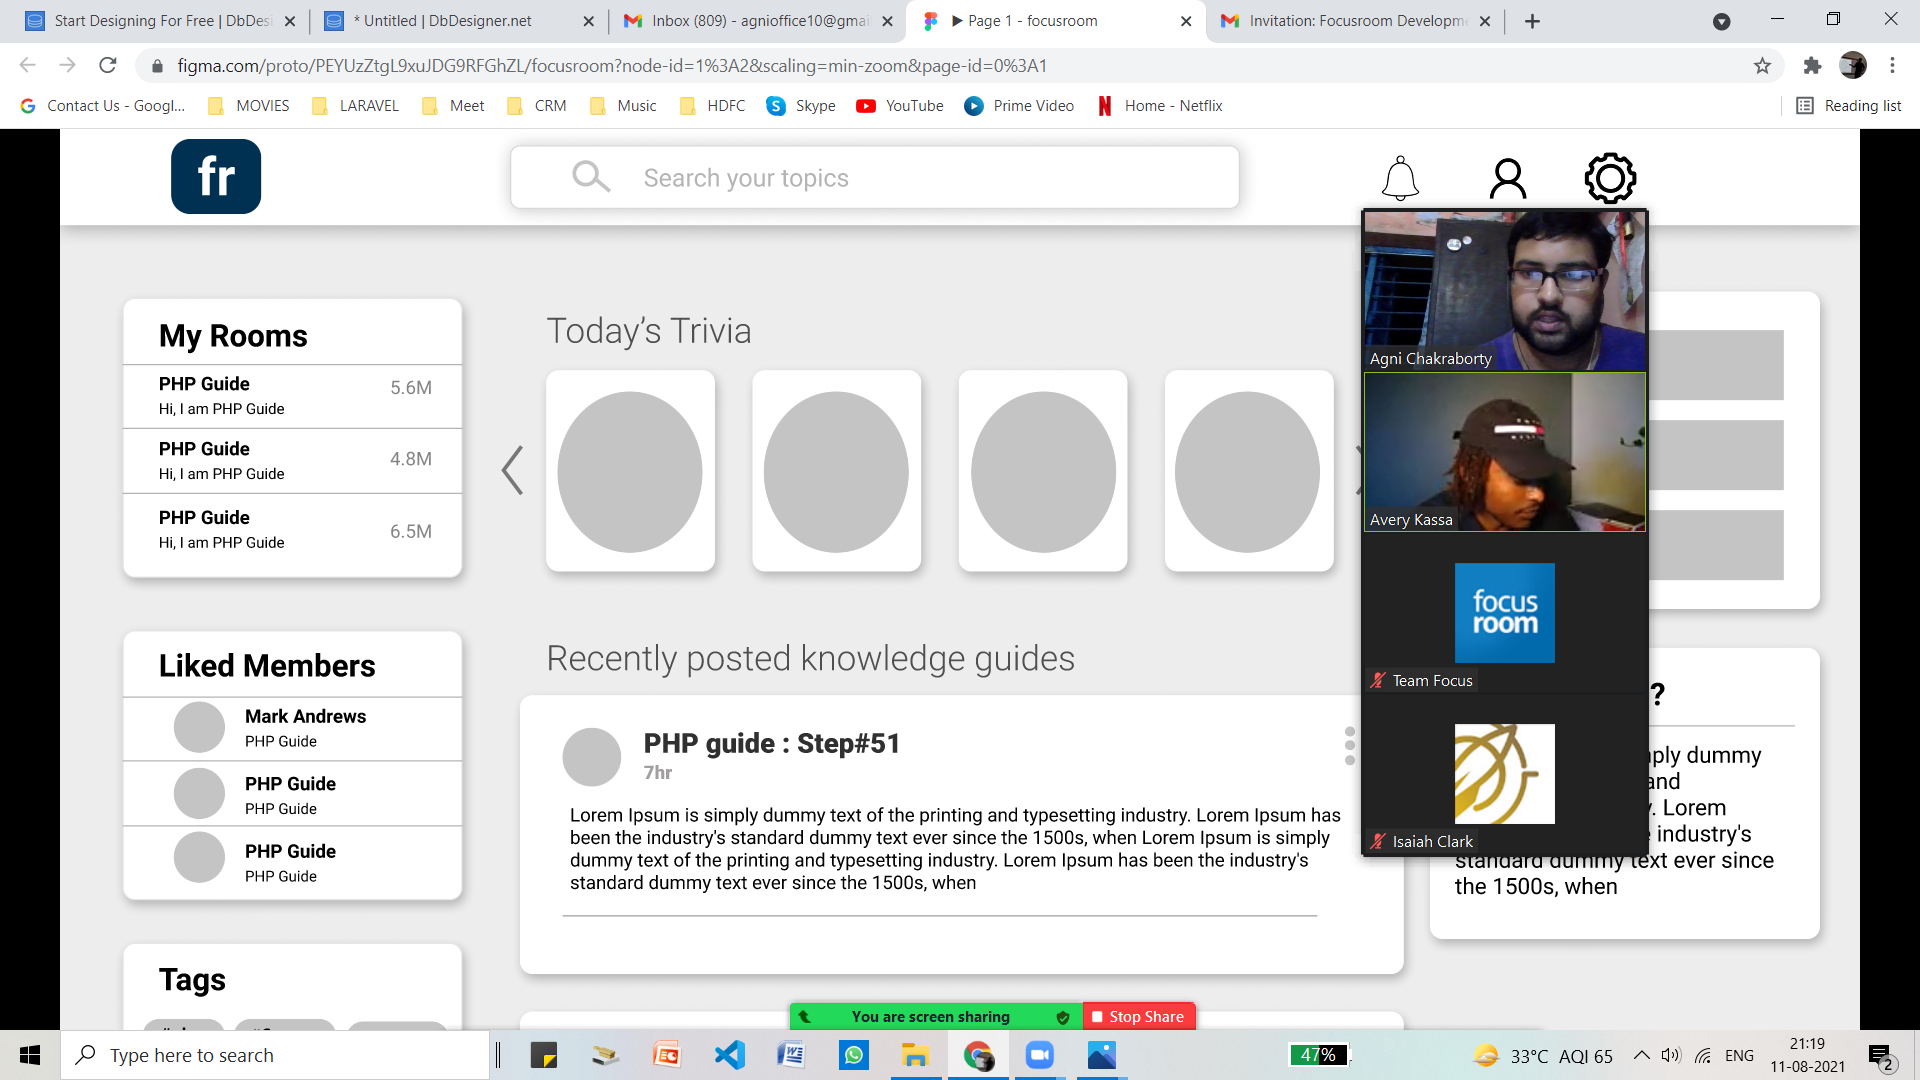 Start Designing For Free | DbDesi
* Untitled | DbDesigner.net
Inbox (809) - agnioffice10@gmai
Page 1 - focusroom
Invitation: Focusroom Developme
figma.com/proto/PEYUzZtgL9xuJDG9RFGhZL/focusroom?node-id=1%3A2&scaling=min-zoom&page-id=0%3A1
Contact Us - Googl...
MOVIES
LARAVEL
Meet
CRM
Music
HDFC
Skype
YouTube
Prime Video
Home - Netflix
Reading list
fr
Search your topics
My Rooms
PHP Guide
5.6M
Hi, I am PHP Guide
PHP Guide
4.8M
Hi, I am PHP Guide
PHP Guide
6.5M
Hi, I am PHP Guide
Liked Members
Mark Andrews
PHP Guide
PHP Guide
PHP Guide
PHP Guide
PHP Guide
Tags
Today's Trivia
Recently posted knowledge guides
PHP guide : Step#51
7hr
Lorem Ipsum is simply dummy text of the printing and typesetting industry. Lorem Ipsum has
been the industry's standard dummy text ever since the 1500s, when Lorem Ipsum is simply
dummy text of the printing and typesetting industry. Lorem Ipsum has been the industry's
standard dummy text ever since the 1500s, when
Agni Chakraborty
Avery Kassa
focus
room
Team Focus
Isaiah Clark
?
ply dummy
and
. Lorem
industry's
standard dummy text ever since
the 1500s, when
You are screen sharing
Stop Share
Type here to search
47%
33°C AQI 65
ENG
21:19
11-08-2021
2